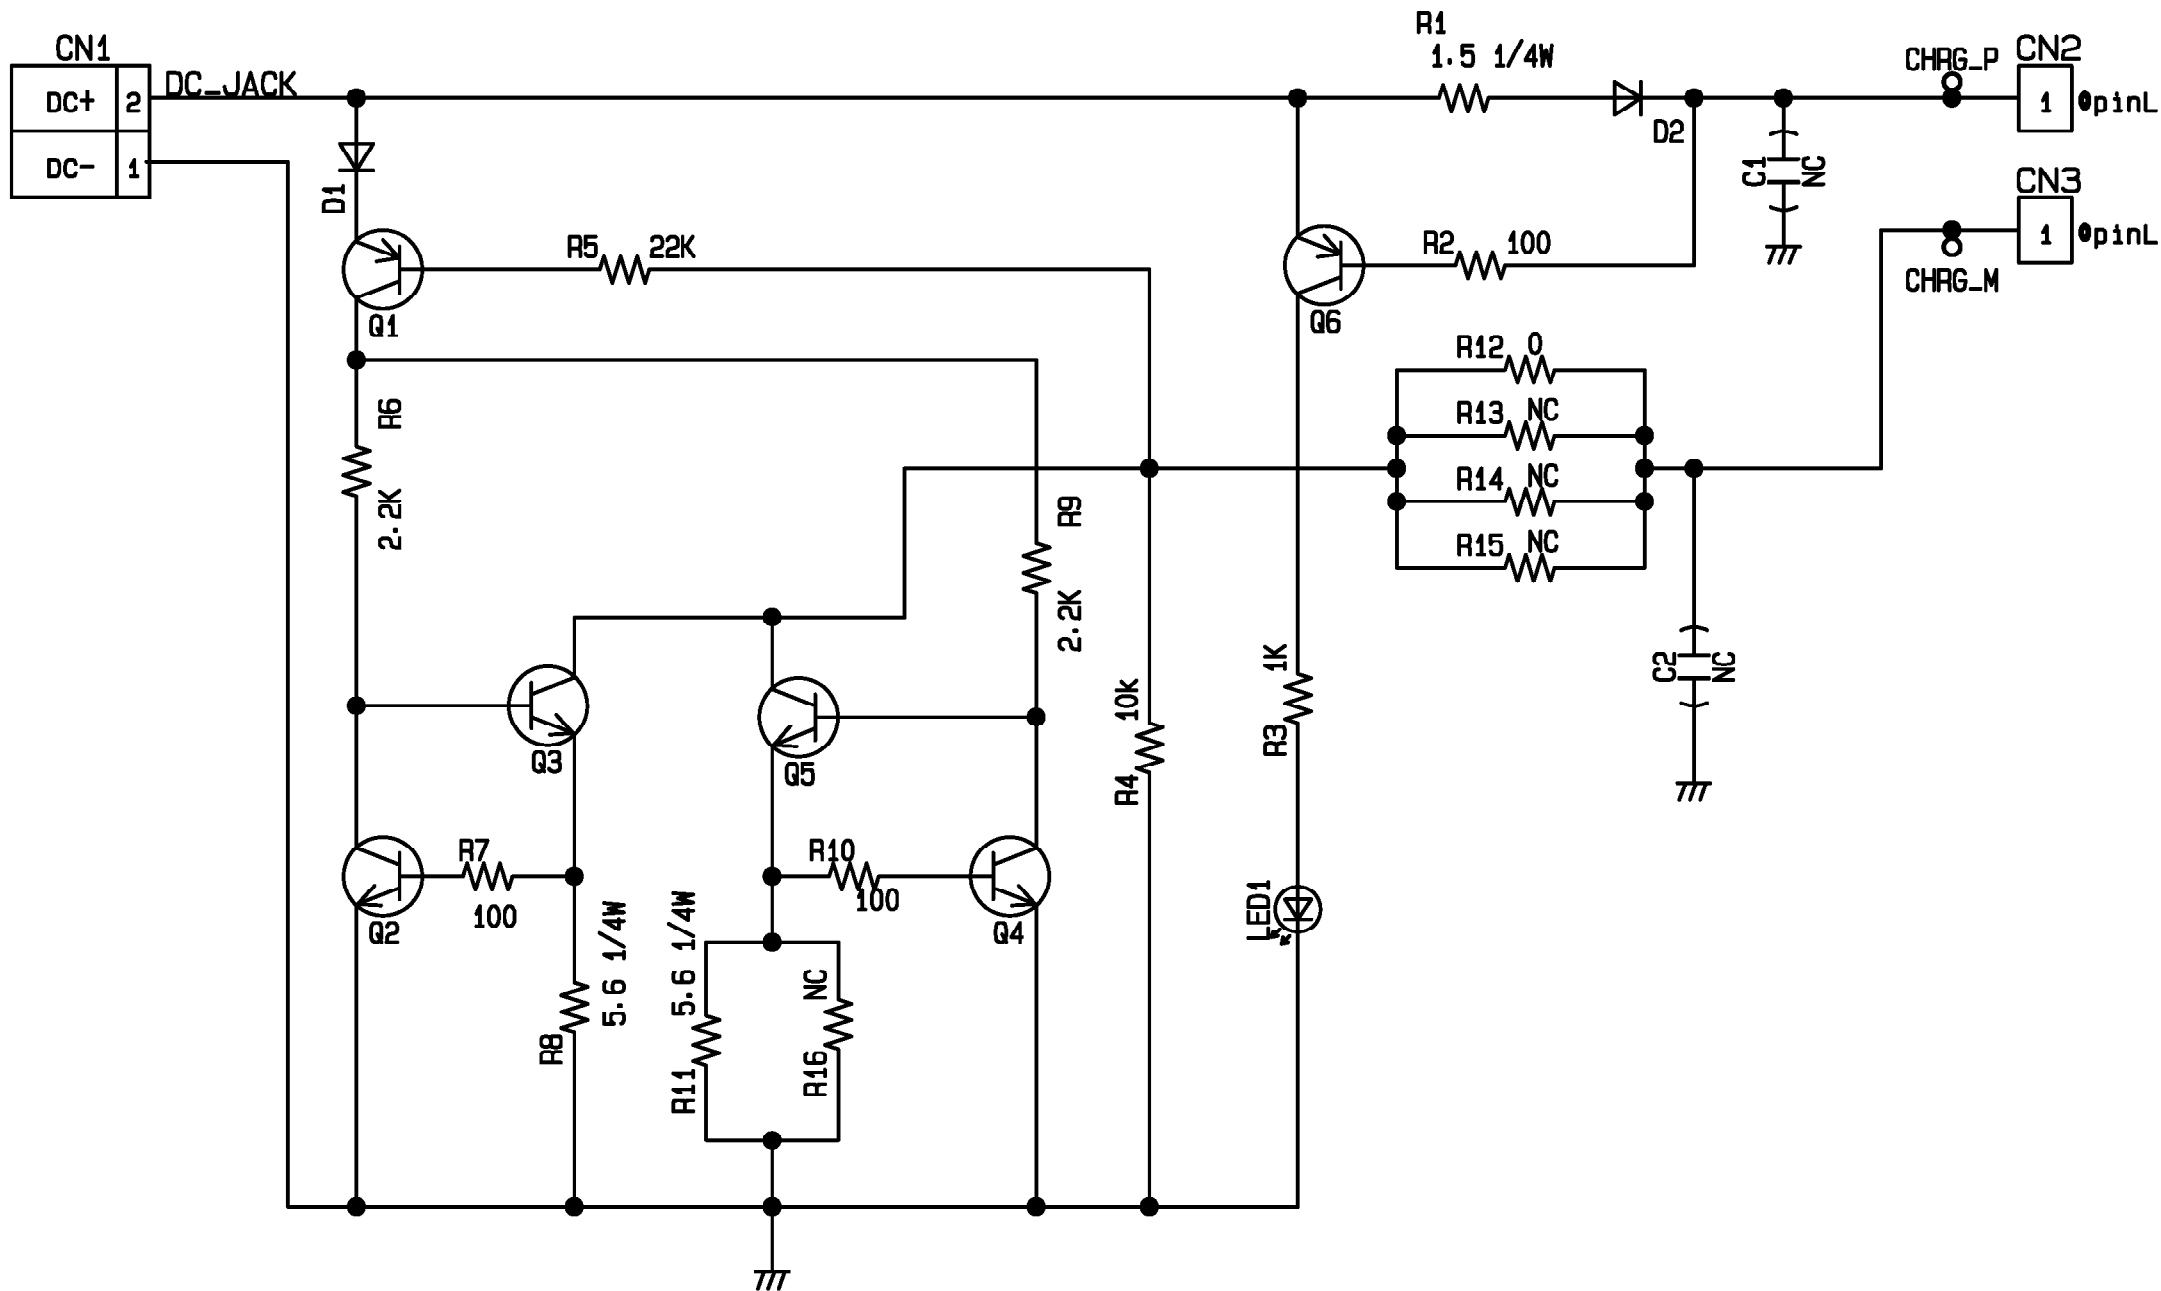 R1
1.5 1/4W
CN1
DC_JACK
DC+ 2
DC- 1
CHRG_P
CN2
1
@pinL
D2
C1
NC
CN3
1
@pinL
CHRG_M
D1
R5 22K
R2 100
Q1
Q6
R12 0
R13 NC
R14 NC
R15 NC
R6
2.2K
R9
2.2K
1K
R3
10k
R4
C2
NC
Q3
Q5
R7
100
R10
100
Q2
Q4
LED1
5.6 1/4W
R8
5.6 1/4W
R11
NC
R16